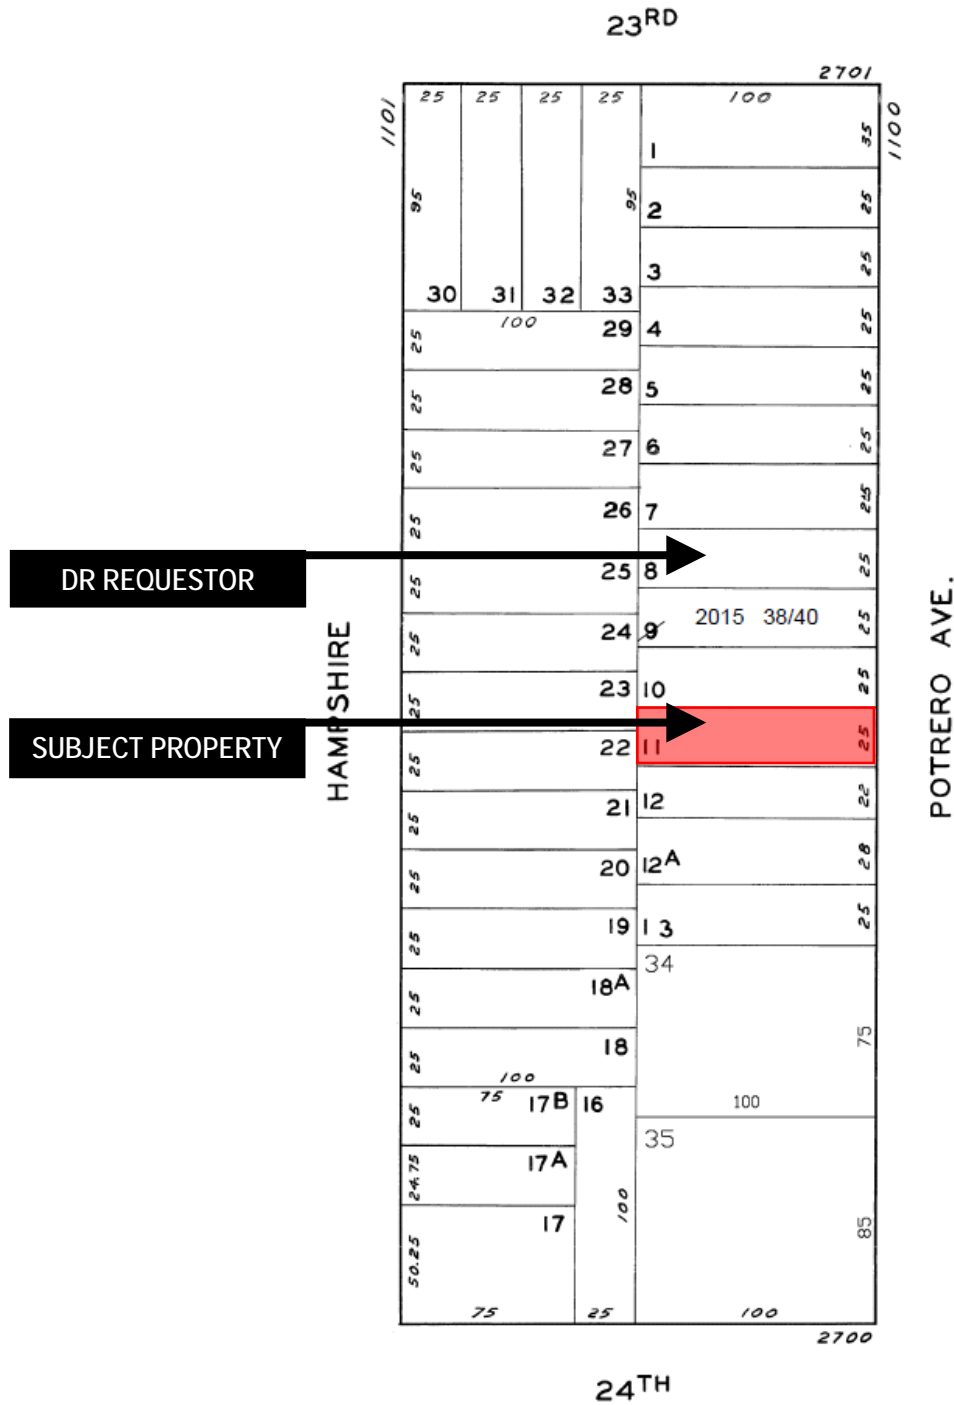 23RD
2701
1101
25 25 25 25 100
1100
35
1
95 95
2 25
3 25
30 31 32 33
100
25 29 4 25
25 28 5 25
25 27 6 25
25 26 7 25
DR REQUESTOR
25 25 8 25
25 24 9 2015 38/40 25
HAMPSHIRE
POTRERO AVE.
25 23 10 25
SUBJECT PROPERTY
25 22 11 25
25 21 12 22
25 20 12A 28
25 19 13 25
25 18A 34
75
25 18
100
75
25 17B 16 100
24.75 17A 35
100
50.25 17 85
75 25 100
2700
24TH